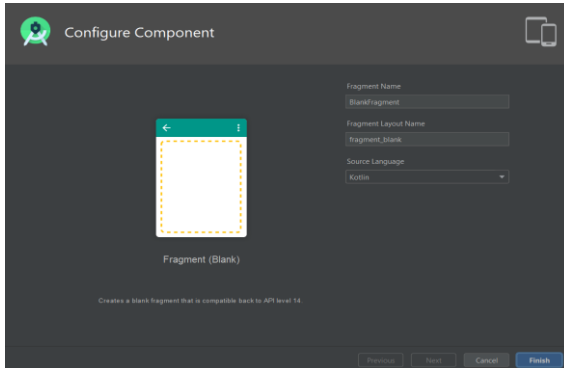 Configure Component
Fragment Name
BlankFragment
Fragment Layout Name
fragment_blank
Source Language
Kotlin
Fragment (Blank)
Creates a blank fragment that is compatible back to API level 14.
Previous Next Cancel Finish